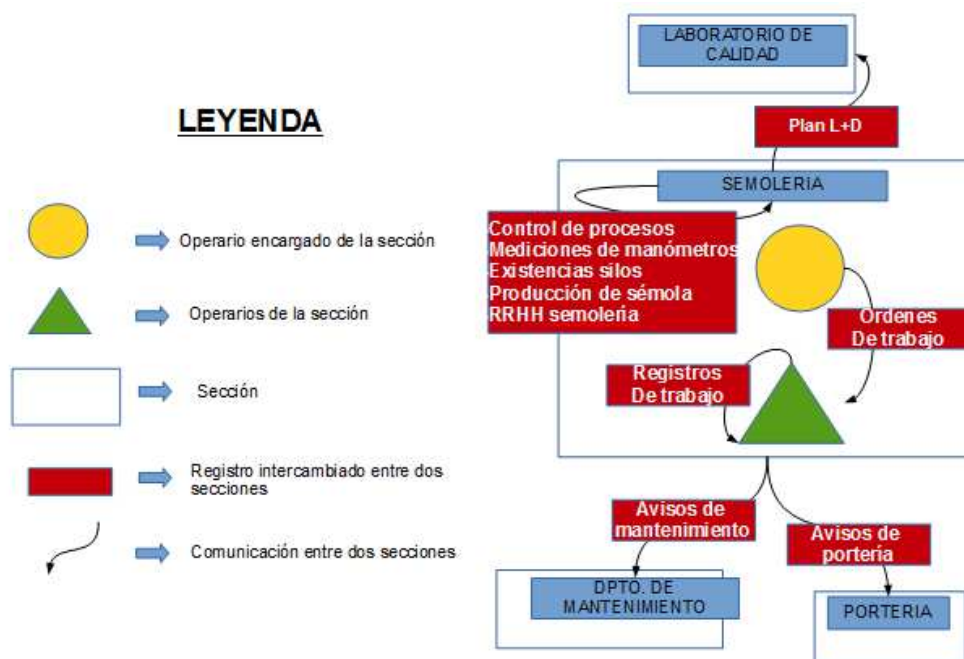 LEYENDA
Operario encargado de la sección
Operarios de la sección
Sección
Registro intercambiado entre dos
secciones
Comunicación entre dos secciones
LABORATORIO DE
CALIDAD
Plan L+D
SEMOLERIA
Control de procesos
Mediciones de manómetros
Existencias silos
Producción de sémola
RRHH semolería
Ordenes
De trabajo
Registros
De trabajo
Avisos de
mantenimiento
Avisos de
portería
DPTO. DE
MANTENIMIENTO
PORTERIA